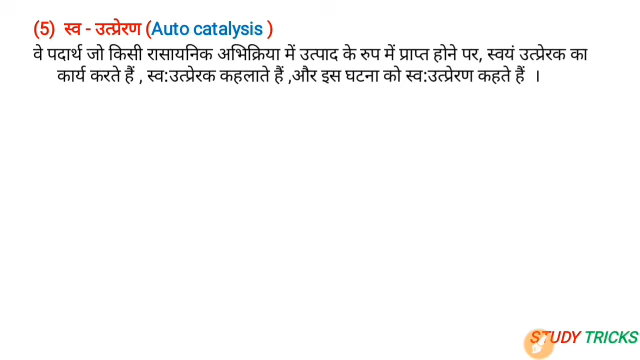 (5) स्व - उत्प्रेरण (Auto catalysis )
वे पदार्थ जो किसी रासायनिक अभिक्रिया में उत्पाद के रुप में प्राप्त होने पर, स्वयं उत्प्रेरक का
कार्य करते हैं , स्व:उत्प्रेरक कहलाते हैं ,और इस घटना को स्व:उत्प्रेरण कहते हैं ।
STUDY TRICKS